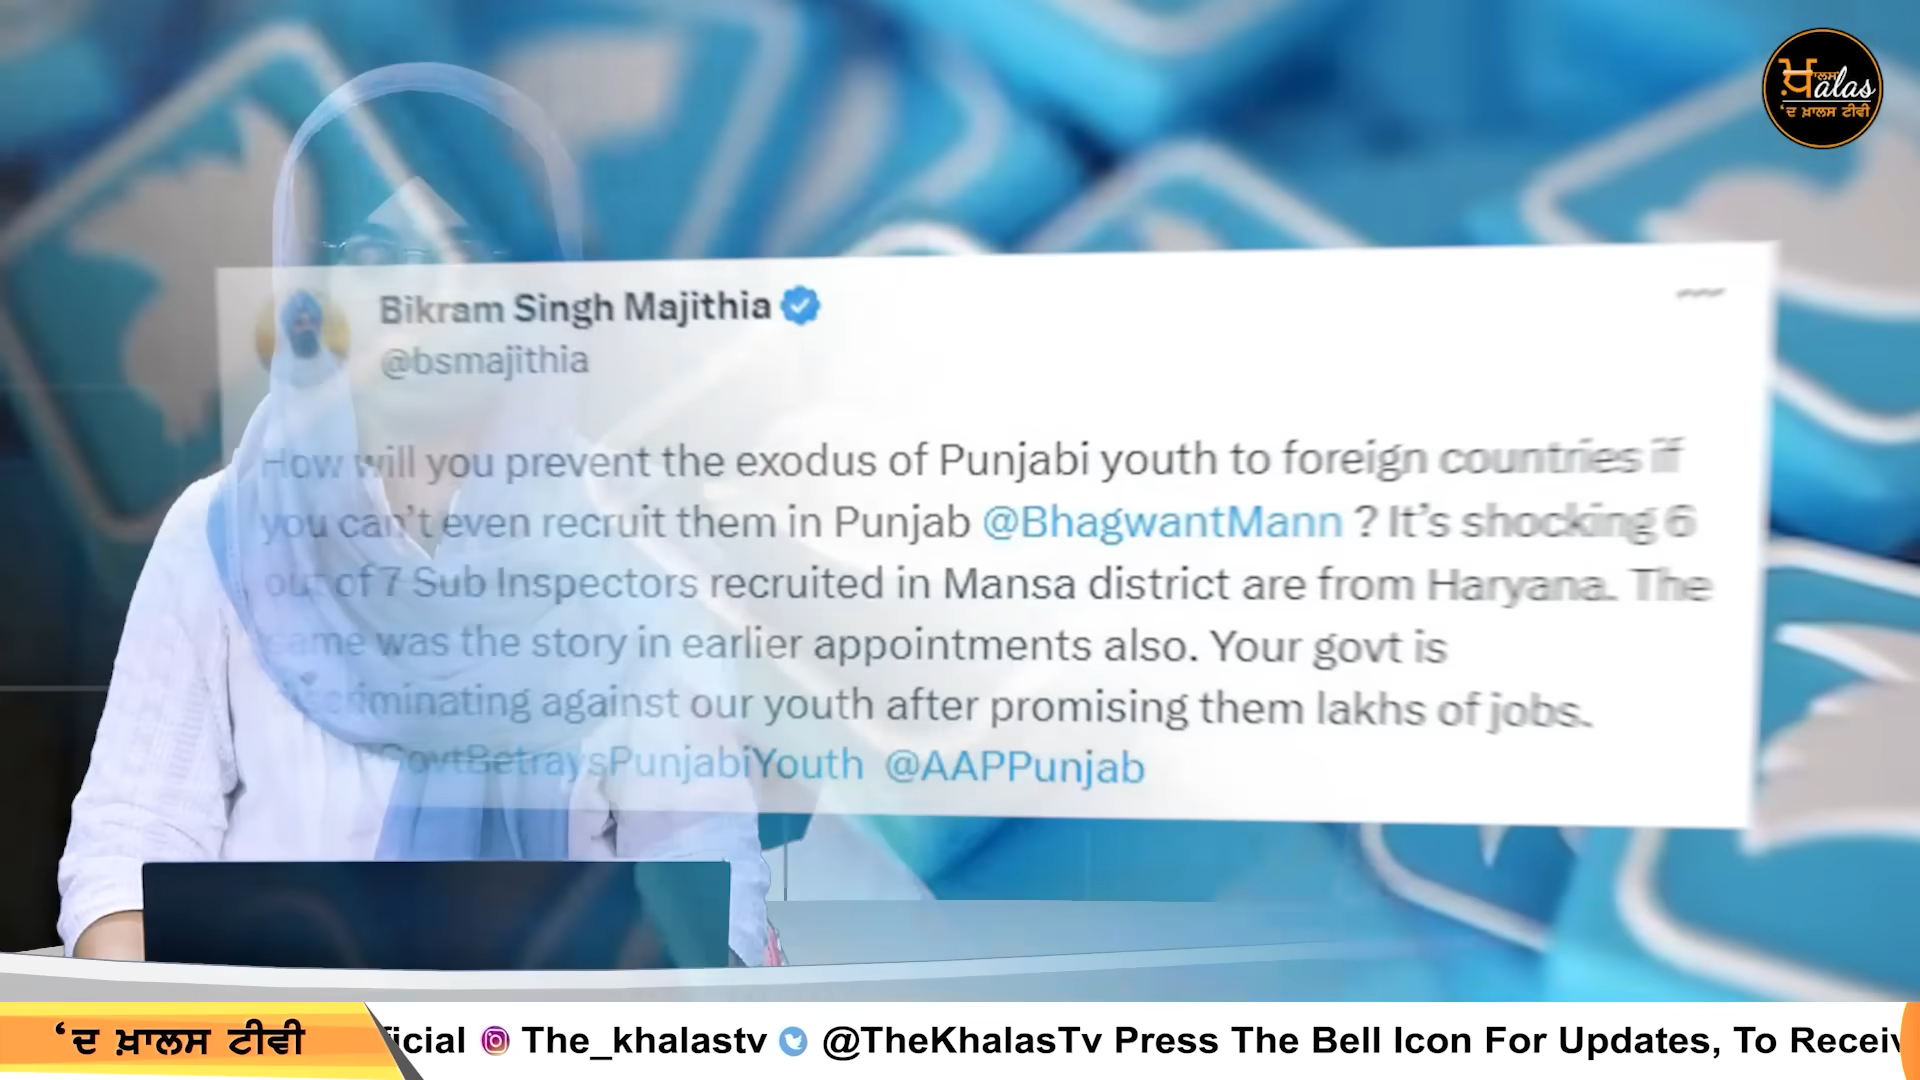 ਖ਼ਾਲਸ
alas
‘ਦ ਖ਼ਾਲਸ ਟੀਵੀ
Bikram Singh Majithia
@bsmajithia
How will you prevent the exodus of Punjabi youth to foreign countries if
you can’t even recruit them in Punjab @BhagwantMann ? It’s shocking 6
out of 7 Sub Inspectors recruited in Mansa district are from Haryana. The
same was the story in earlier appointments also. Your govt is
discriminating against our youth after promising them lakhs of jobs.
GovtBetraysPunjabiYouth @AAPPunjab
‘ਦ ਖ਼ਾਲਸ ਟੀਵੀ
icial The_khalastv @TheKhalasTv Press The Bell Icon For Updates, To Receiv